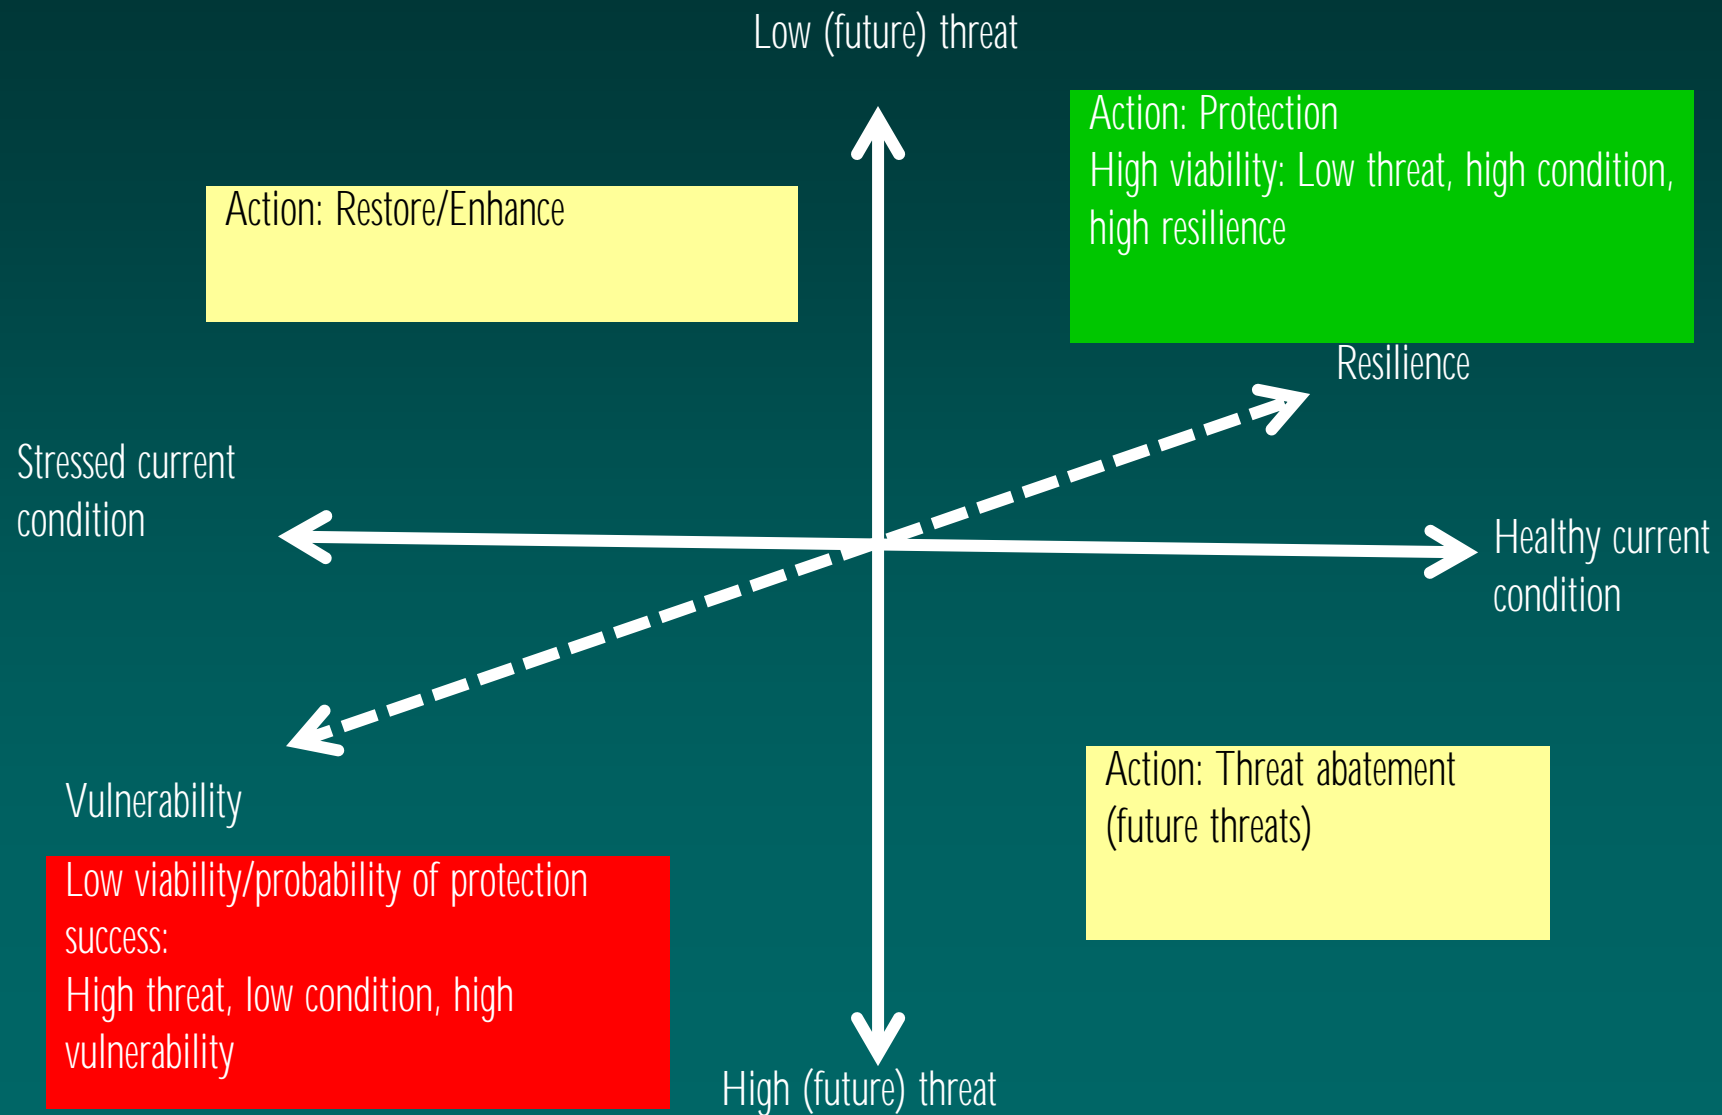 Low (future) threat
Action: Protection
High viability: Low threat, high condition,
high resilience
Action: Restore/Enhance
Resilience
Stressed current
condition
Healthy current
condition
Vulnerability
Action: Threat abatement
(future threats)
Low viability/probability of protection
success:
High threat, low condition, high
vulnerability
High (future) threat